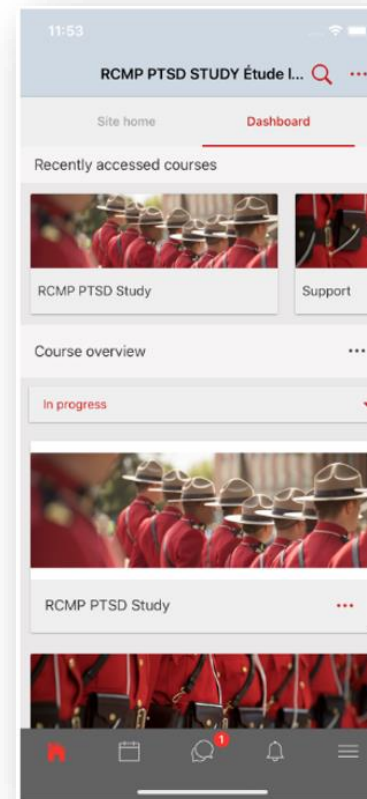 11:53
RCMP PTSD STUDY Étude l...
Site home Dashboard
Recently accessed courses
RCMP PTSD Study Support
Course overview
In progress
RCMP PTSD Study
1